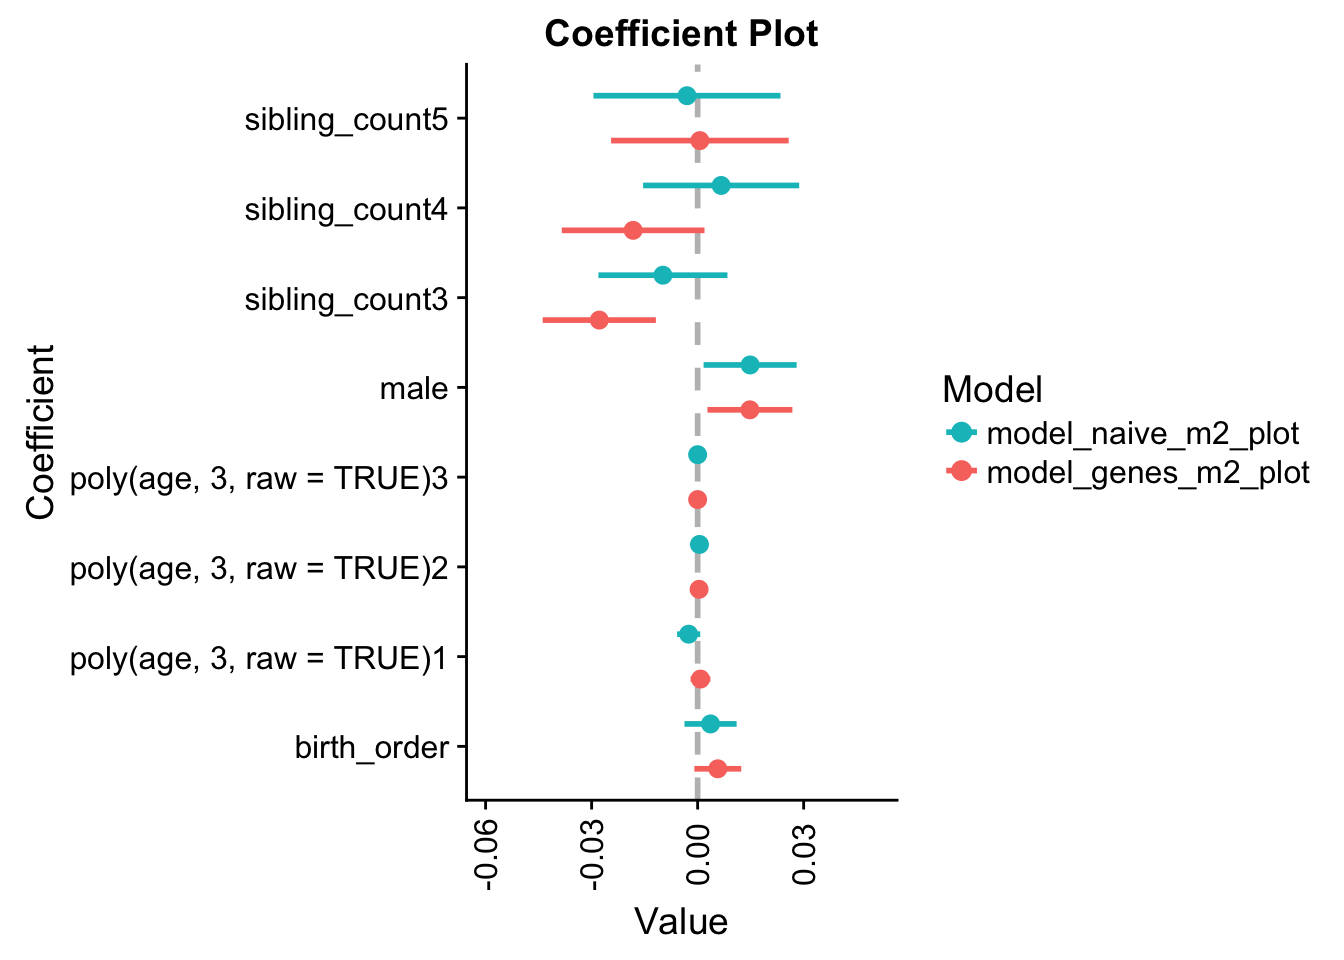 Coefficient Plot
Coefficient
sibling_count5
sibling_count4
sibling_count3
male
poly(age, 3, raw = TRUE)3
poly(age, 3, raw = TRUE)2
poly(age, 3, raw = TRUE)1
birth_order
-0.06
-0.03
0.00
0.03
Value
Model
model_naive_m2_plot
model_genes_m2_plot